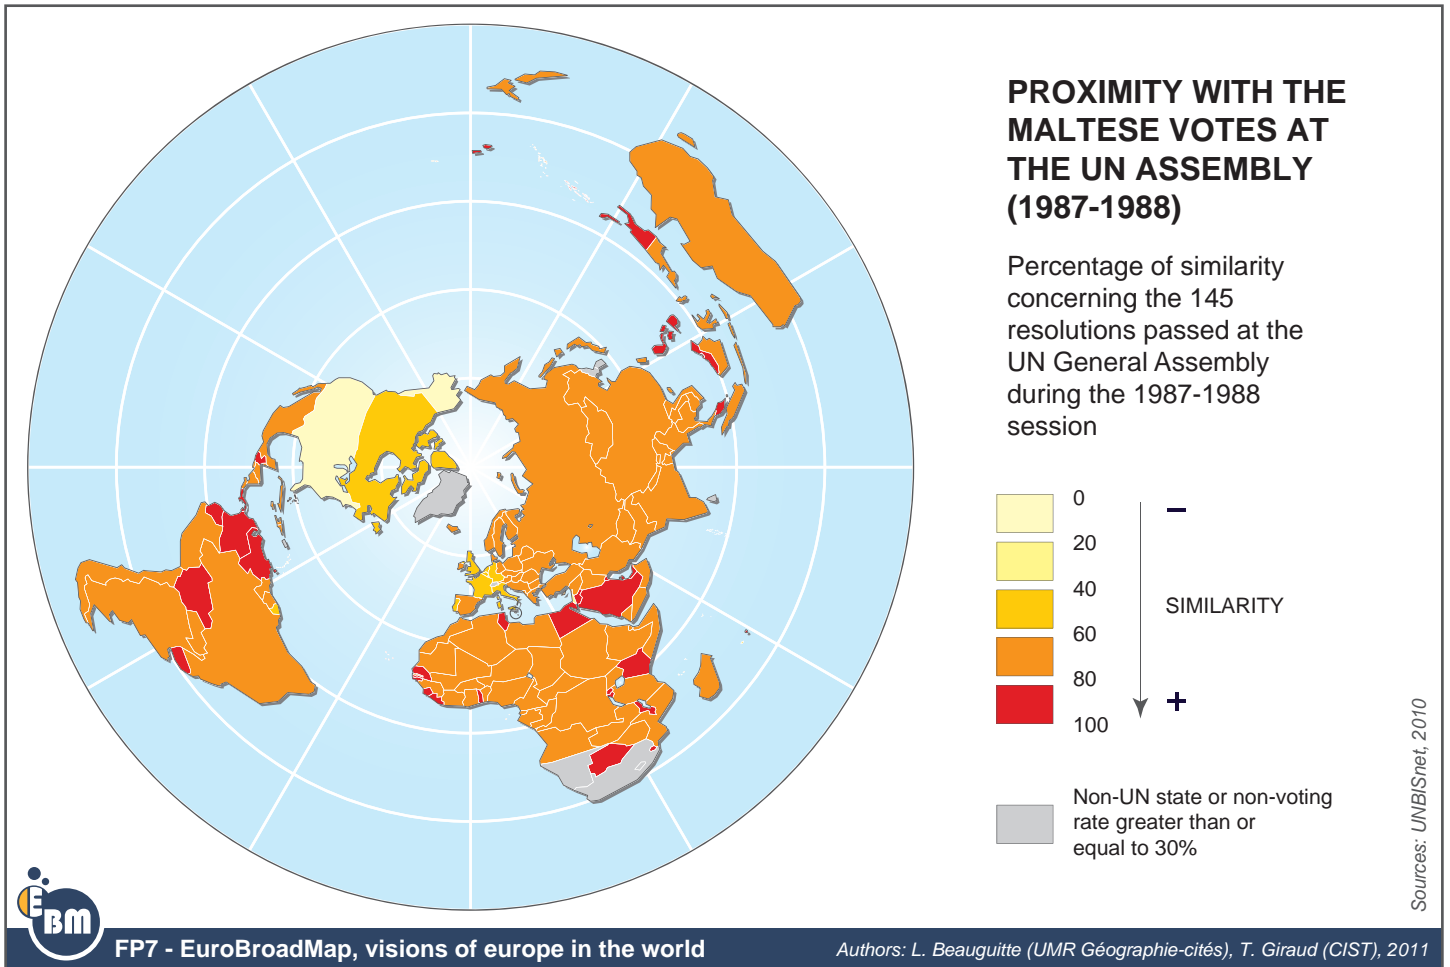 PROXIMITY WITH THE
MALTESE VOTES AT
THE UN ASSEMBLY
(1987-1988)
Percentage of similarity
concerning the 145
resolutions passed at the
UN General Assembly
during the 1987-1988
session
0
20
40
60
80
100
−
SIMILARITY
+
Non-UN state or non-voting
rate greater than or
equal to 30%
Sources: UNBISnet, 2010
EBM
FP7 - EuroBroadMap, visions of europe in the world
Authors: L. Beauguitte (UMR Géographie-cités), T. Giraud (CIST), 2011